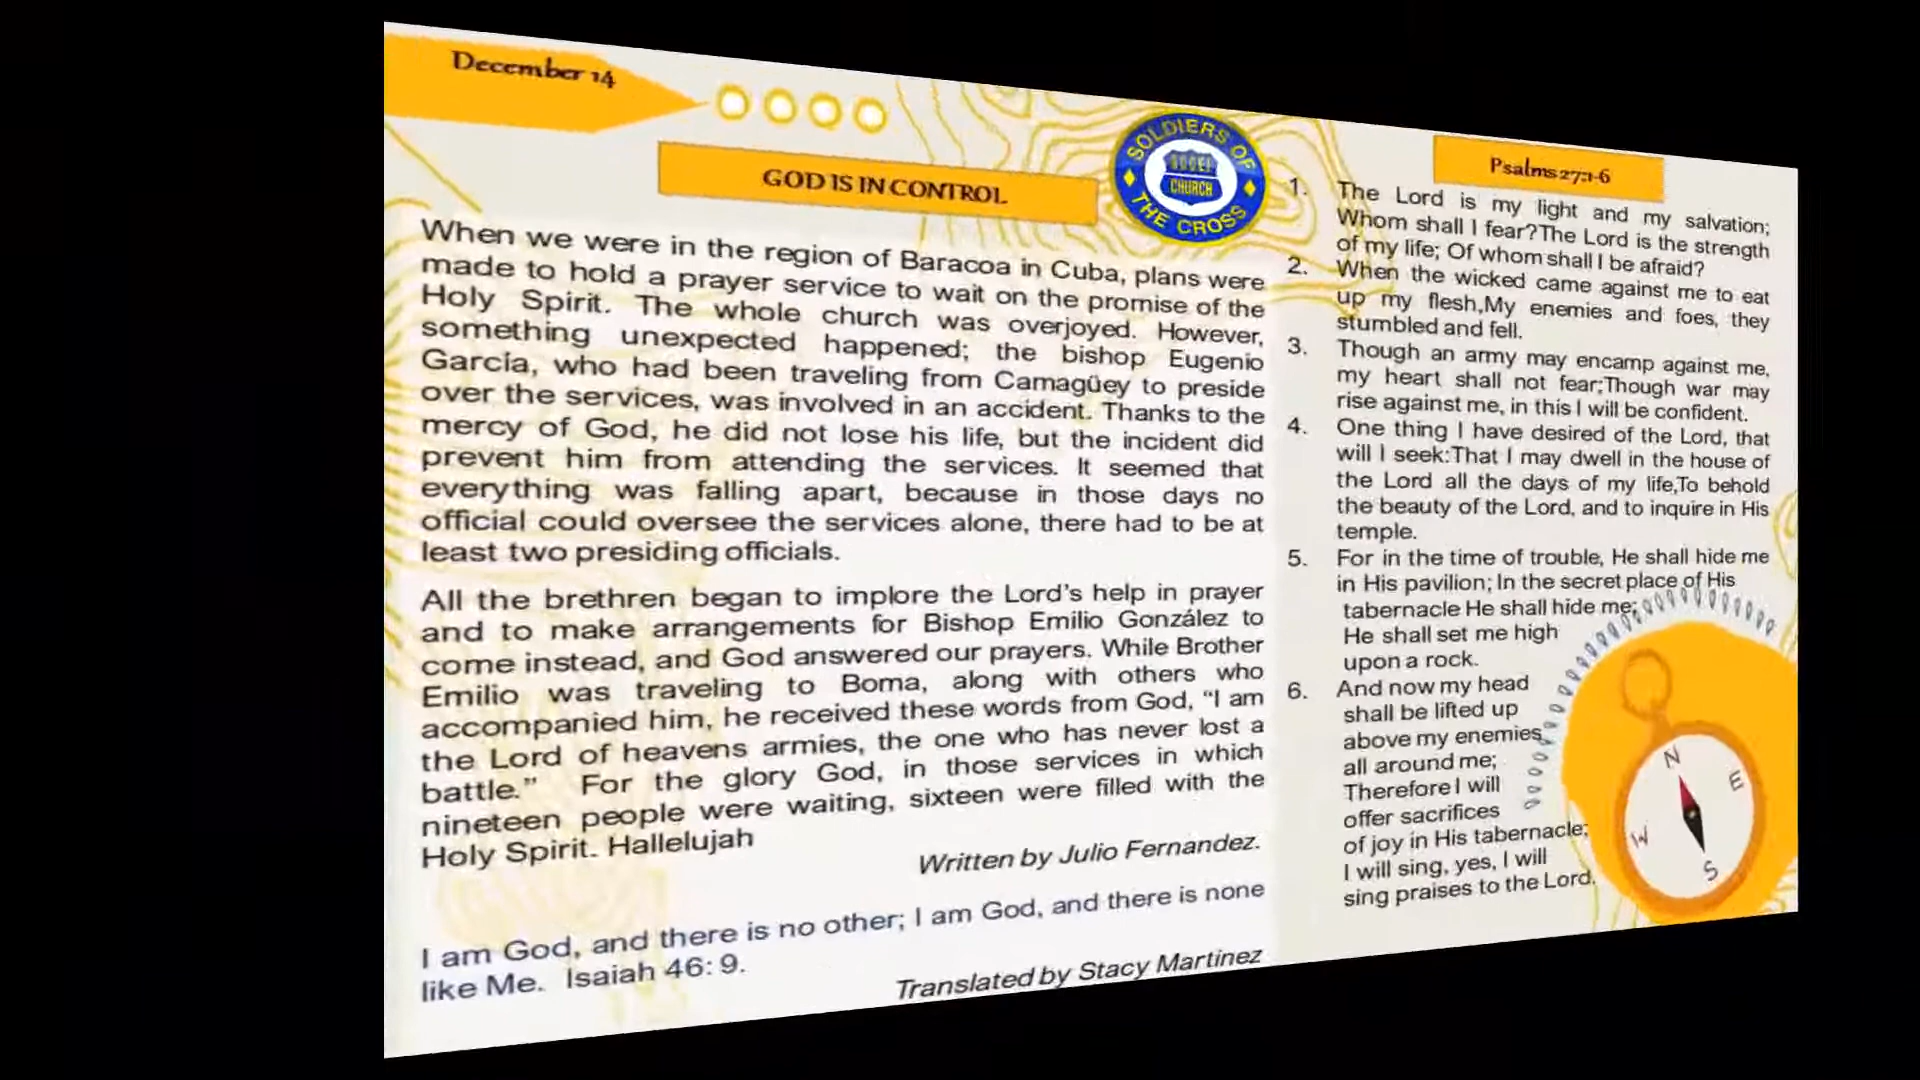 December 14
GOD IS IN CONTROL
When we were in the region of Baracoa in Cuba, plans were
made to hold a prayer service to wait on the promise of the
Holy Spirit. The whole church was overjoyed. However,
something unexpected happened; the bishop Eugenio
García, who had been traveling from Camagüey to preside
over the services, was involved in an accident. Thanks to the
mercy of God, he did not lose his life, but the incident did
prevent him from attending the services. It seemed that
everything was falling apart, because in those days no
official could oversee the services alone, there had to be at
least two presiding officials.
All the brethren began to implore the Lord's help in prayer
and to make arrangements for Bishop Emilio González to
come instead, and God answered our prayers. While Brother
Emilio was traveling to Boma, along with others who
accompanied him, he received these words from God, "I am
the Lord of heavens armies, the one who has never lost a
battle." For the glory God, in those services in which
nineteen people were waiting, sixteen were filled with the
Holy Spirit. Hallelujah
Written by Julio Fernandez.
I am God, and there is no other; I am God, and there is none
like Me. Isaiah 46: 9.
Translated by Stacy Martinez
SOLDIERS OF
CHURCH
THE CROSS
Psalms 27:1-6
1. The Lord is my light and my salvation;
Whom shall I fear?The Lord is the strength
of my life; Of whom shall I be afraid?
2. When the wicked came against me to eat
up my flesh,My enemies and foes, they
stumbled and fell.
3. Though an army may encamp against me,
my heart shall not fear;Though war may
rise against me, in this I will be confident.
4. One thing I have desired of the Lord, that
will I seek:That I may dwell in the house of
the Lord all the days of my life,To behold
the beauty of the Lord, and to inquire in His
temple.
5. For in the time of trouble, He shall hide me
in His pavilion; In the secret place of His
tabernacle He shall hide me;
He shall set me high
upon a rock.
6. And now my head
shall be lifted up
above my enemies
all around me;
Therefore I will
offer sacrifices
of joy in His tabernacle;
I will sing, yes, I will
sing praises to the Lord.
N
E
W
S